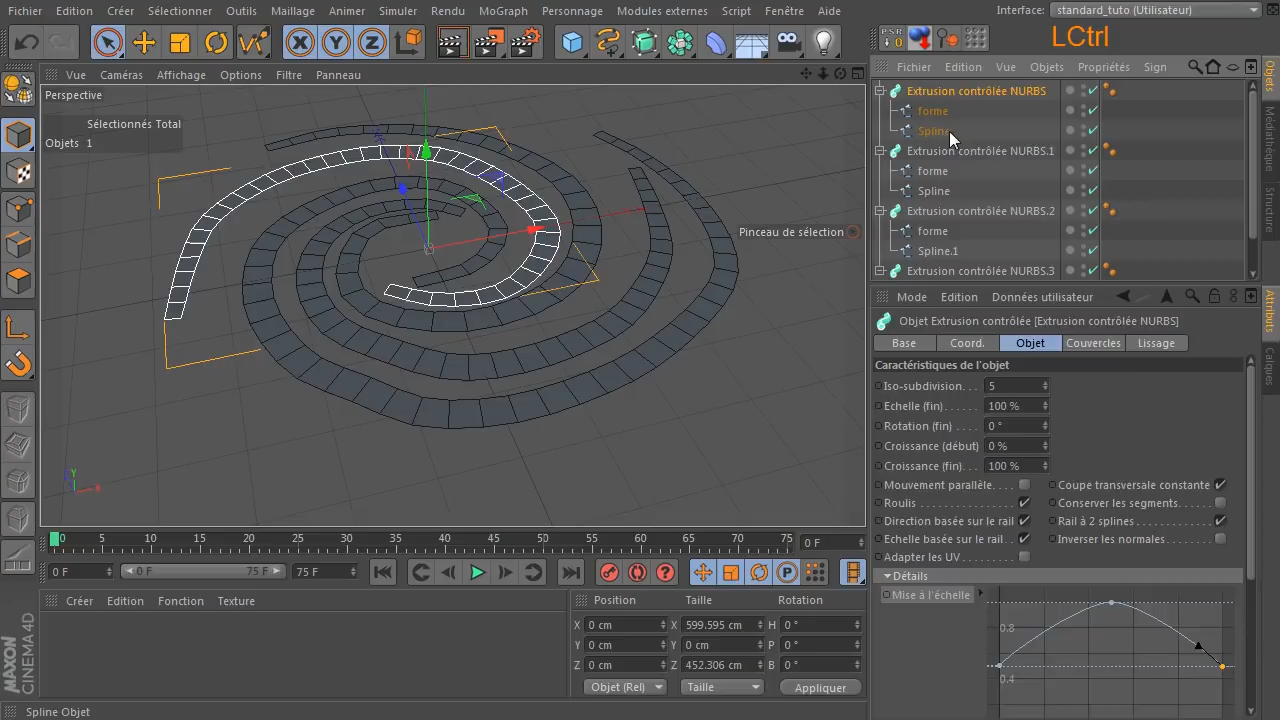 Fichier Edition Créer Sélectionner Outils Maillage Animer Simuler Rendu MoGraph Personnage Modules externes Script Fenêtre Aide Interface: standard_tuto (Utilisateur)
LCtrl
PSR
0
Vue Caméras Affichage Options Filtre Panneau
Fichier Edition Vue Objets Propriétés Sign
Perspective
Sélectionnés Total
Objets 1
Pinceau de sélection
Extrusion contrôlée NURBS
forme
Spline
Extrusion contrôlée NURBS.1
forme
Spline
Extrusion contrôlée NURBS.2
forme
Spline.1
Extrusion contrôlée NURBS.3
Objets
Médiathèque
Structure
Attributs
Calques
Mode Edition Données utilisateur
Objet Extrusion contrôlée [Extrusion contrôlée NURBS]
Base Coord. Objet Couvercles Lissage
Caractéristiques de l'objet
Iso-subdivision. . . 5
Echelle (fin) . . . . . . 100 %
Rotation (fin) . . . . 0 °
Croissance (début) 0 %
Croissance (fin). . . 100 %
Mouvement parallèle. . . . Coupe transversale constante
Roulis . . . . . . . . . . . . . . . . Conserver les segments. . . .
Direction basée sur le rail Rail à 2 splines . . . . . . . . . . .
Echelle basée sur le rail. . Inverser les normales. . . . . .
Adapter les UV . . . . . . . .
Détails
Mise à l'échelle
0.8
0.4
Y
X
Y
Z
0 5 10 15 20 25 30 35 40 45 50 55 60 65 70 75 0 F
0 F 0 F 75 F 75 F
P
Créer Edition Fonction Texture
Position Taille Rotation
X 0 cm X 599.595 cm H 0 °
Y 0 cm Y 0 cm P 0 °
Z 0 cm Z 452.306 cm B 0 °
Objet (Rel) Taille Appliquer
MAXON
CINEMA 4D
Spline Objet